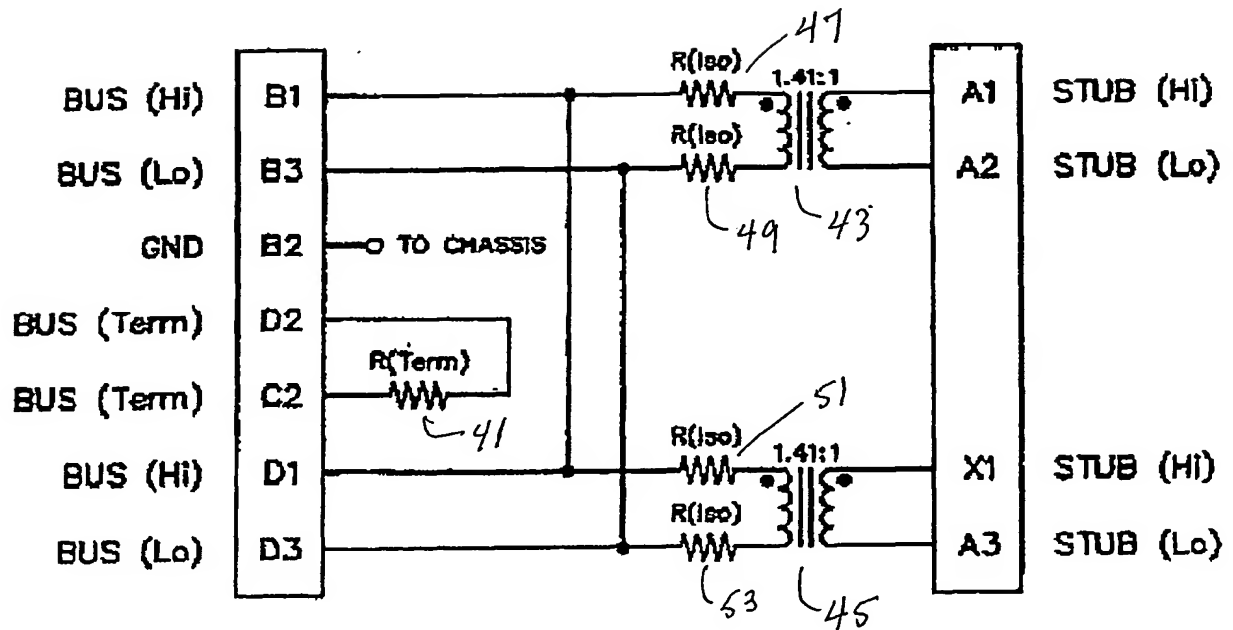 47
R(Iso)
1.41:1
BUS (Hi) B1 A1 STUB (Hi)
R(Iso)
BUS (Lo) B3 A2 STUB (Lo)
49 43
GND B2 TO CHASSIS
BUS (Term) D2
R(Term)
BUS (Term) C2
41
51
R(Iso)
1.41:1
BUS (Hi) D1 X1 STUB (Hi)
R(Iso)
BUS (Lo) D3 A3 STUB (Lo)
53 45